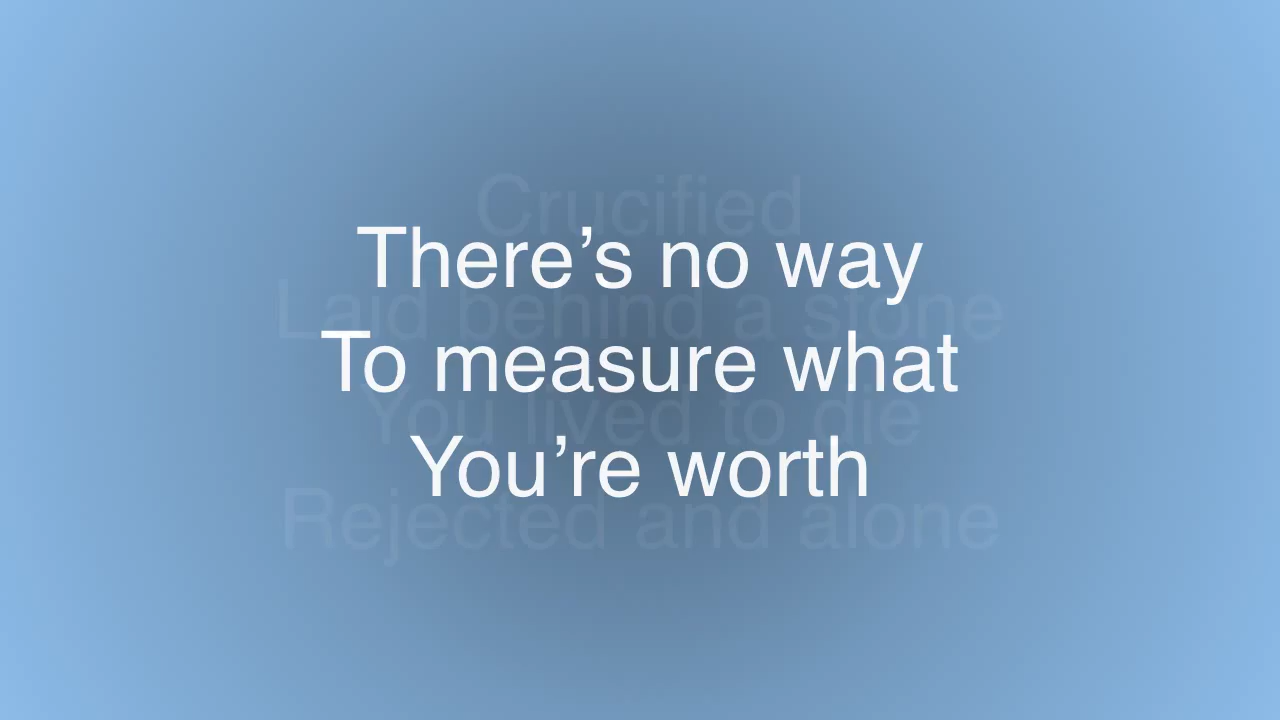 Crucified
There’s no way
Laid behind a stone
To measure what
You lived to die
You’re worth
Rejected and alone